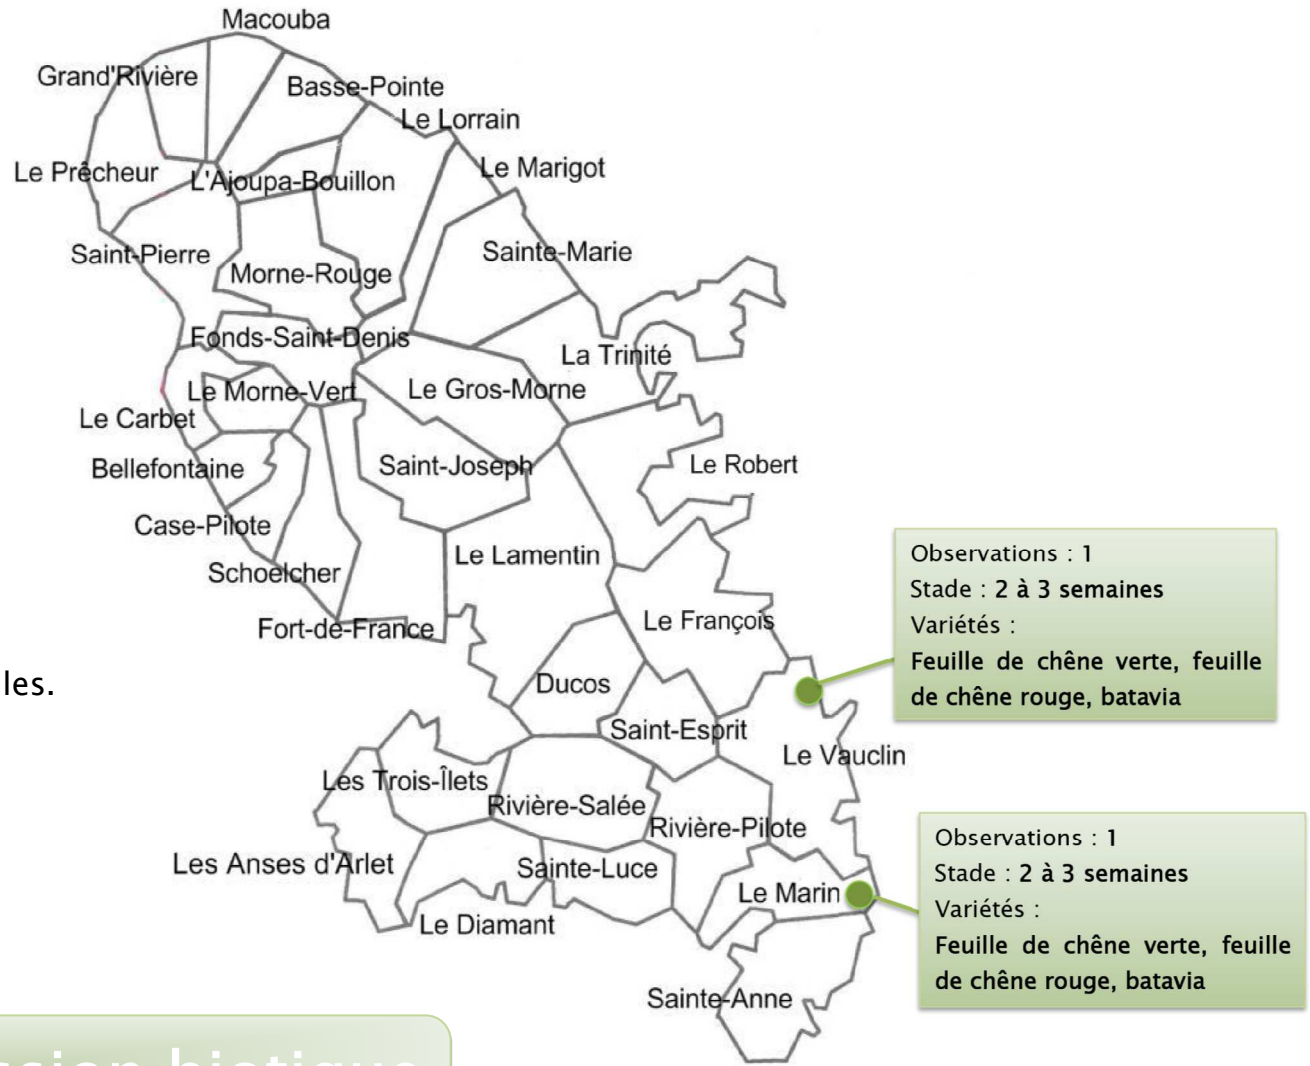 Macouba
Grand'Rivière
Basse-Pointe
Le Lorrain
Le Prêcheur
L'Ajoupa-Bouillon
Le Marigot
Saint-Pierre
Morne-Rouge
Sainte-Marie
Fonds-Saint-Denis
La Trinité
Le Morne-Vert
Le Gros-Morne
Le Carbet
Bellefontaine
Saint-Joseph
Le Robert
Case-Pilote
Schoelcher
Le Lamentin
Fort-de-France
Le François
Observations : 1
Stade : 2 à 3 semaines
Variétés :
Feuille de chêne verte, feuille
de chêne rouge, batavia
les.
Ducos
Saint-Esprit
Le Vauclin
Les Trois-Îlets
Rivière-Salée
Rivière-Pilote
Les Anses d'Arlet
Sainte-Luce
Le Marin
Le Diamant
Sainte-Anne
Observations : 1
Stade : 2 à 3 semaines
Variétés :
Feuille de chêne verte, feuille
de chêne rouge, batavia
ssion biotique